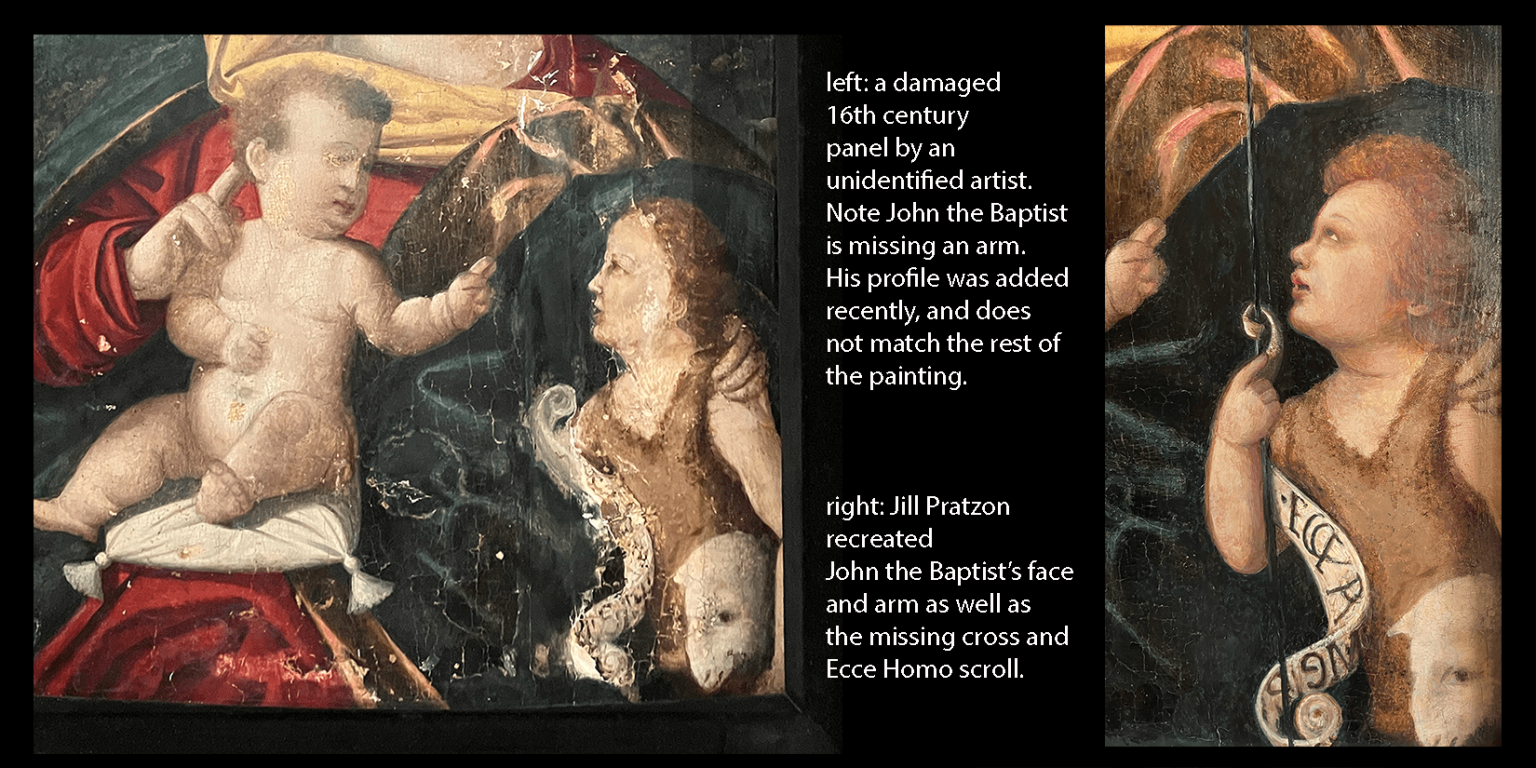 left: a damaged
16th century
panel by an
unidentified artist.
Note John the Baptist
is missing an arm.
His profile was added
recently, and does
not match the rest of
the painting.
right: Jill Pratzon
recreated
John the Baptist's face
and arm as well as
the missing cross and
Ecce Homo scroll.
·ECCE A
GNVS